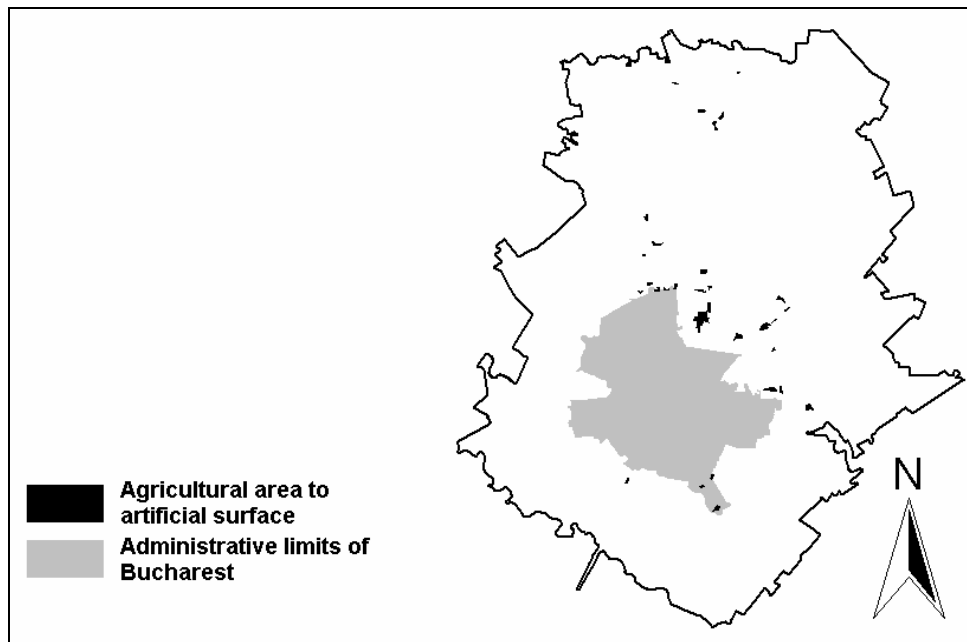 N
Agricultural area to
artificial surface
Administrative limits of
Bucharest